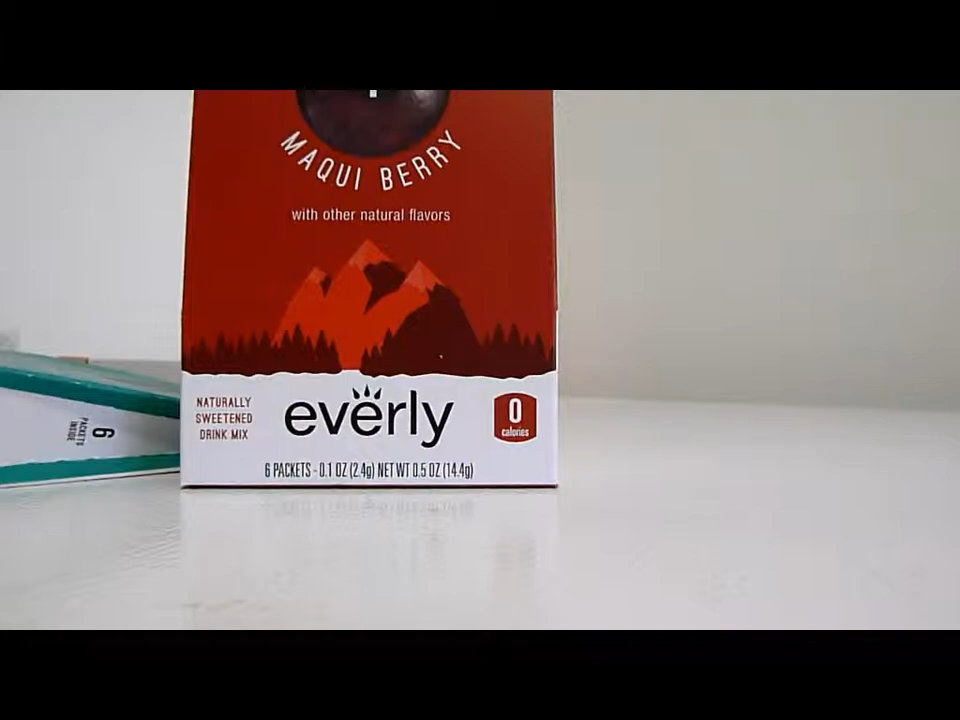 MAQUI BERRY
with other natural flavors
NATURALLY
SWEETENED
DRINK MIX
everly
0
calories
6 PACKETS - 0.1 OZ (2.4g) NET WT 0.5 OZ (14.4g)
6
PACKETS
INSIDE